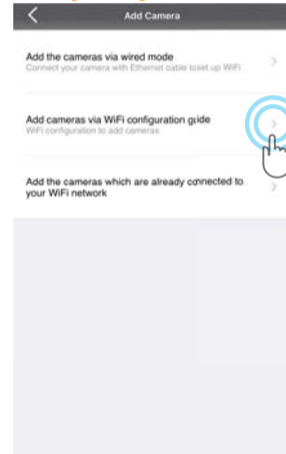 Add Camera
Add the cameras via wired mode
Connect your camera with Ethernet cable toset up WiFi
Add cameras via WiFi configuration guide
WiFi configuration to add cameras
Add the cameras which are already connected to
your WiFi network